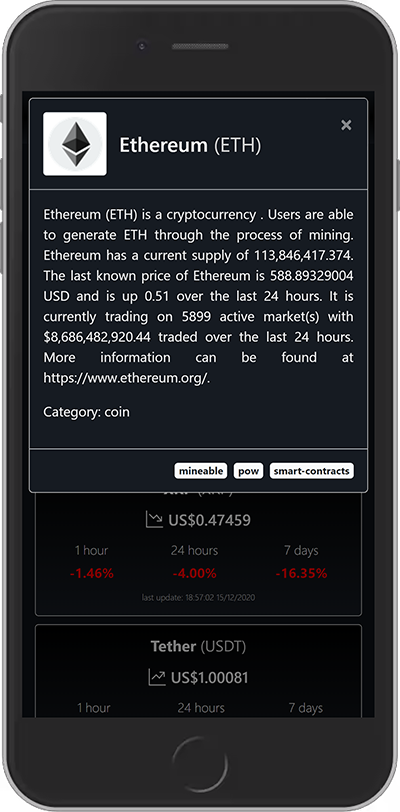 Ethereum (ETH)
×
Ethereum (ETH) is a cryptocurrency . Users are able
to generate ETH through the process of mining.
Ethereum has a current supply of 113,846,417.374.
The last known price of Ethereum is 588.89329004
USD and is up 0.51 over the last 24 hours. It is
currently trading on 5899 active market(s) with
$8,686,482,920.44 traded over the last 24 hours.
More information can be found at
https://www.ethereum.org/.
Category: coin
mineable pow smart-contracts
US$0.47459
1 hour 24 hours 7 days
-1.46% -4.00% -16.35%
last update: 18:57:02 15/12/2020
Tether (USDT)
US$1.00081
1 hour 24 hours 7 days